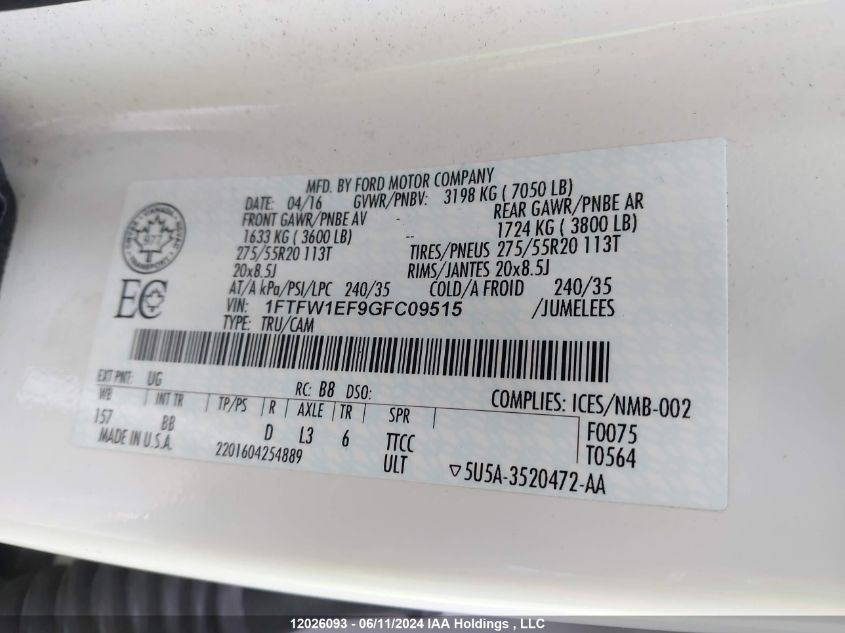 MFD. BY FORD MOTOR COMPANY
DATE: 04/16 GVWR/PNBV: 3198 KG ( 7050 LB)
FRONT GAWR/PNBE AV REAR GAWR/PNBE AR
1633 KG ( 3600 LB) -- 1724 KG ( 3800 LB)
275/55R20 113T TIRES/PNEUS 275/55R20 113T
20x8.5J RIMS/JANTES 20x8.5J
AT/A kPa/PSI/LPC 240/35 COLD/A FROID 240/35
VIN: 1FTFW1EF9GFC09515 /JUMELEES
TYPE: TRU/CAM
977
EC
EXT PNT: UG RC: B8 DSO: COMPLIES: ICES/NMB-002
WB INT TR TP/PS R AXLE TR SPR F0075
157 BB D L3 6 TTCC T0564
MADE IN U.S.A. 2201604254889 ULT ▽5U5A-3520472-AA
12026093 - 06/11/2024 IAA Holdings , LLC